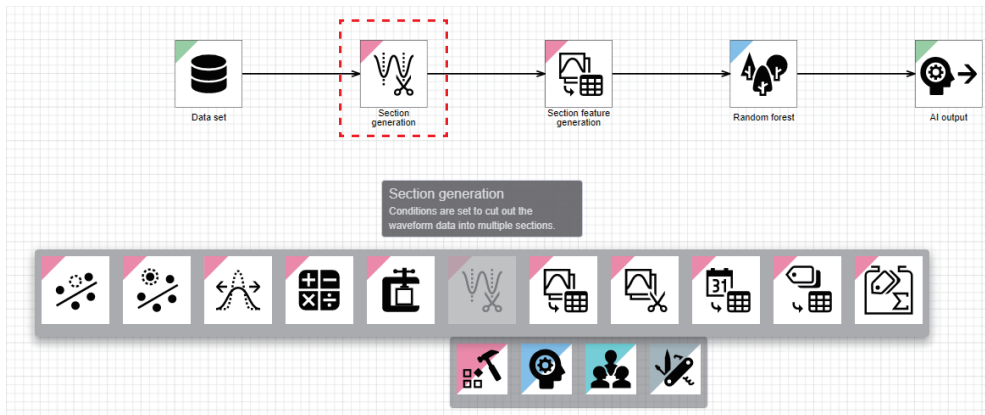 Data set
Section
generation
Section feature
generation
Random forest
AI output
Section generation
Conditions are set to cut out the
waveform data into multiple sections.
31